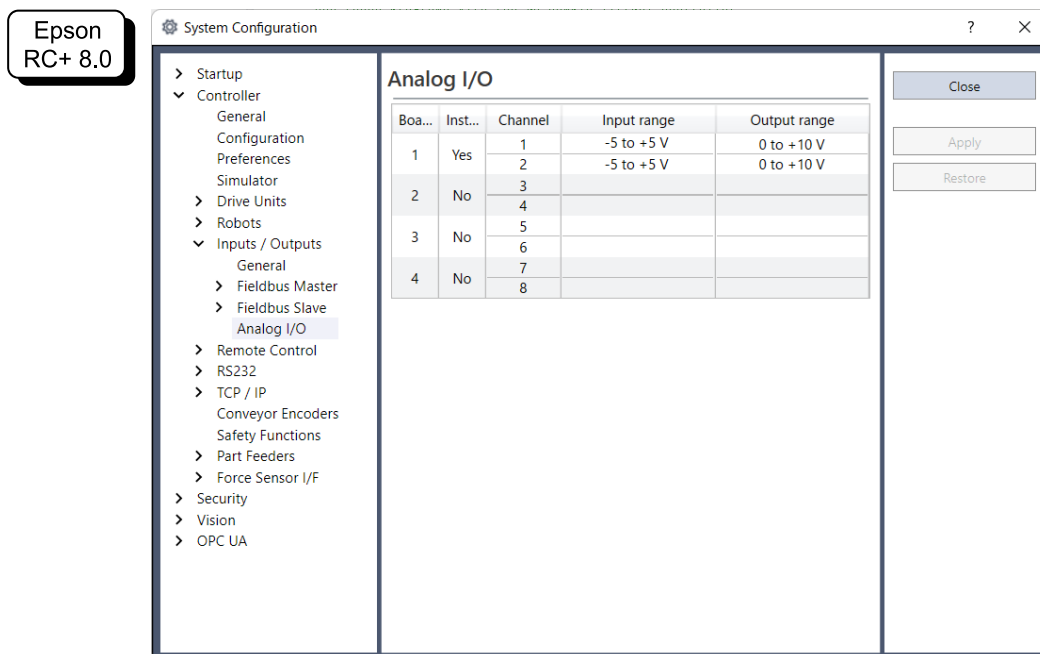 Epson
RC+ 8.0
System Configuration
?
Startup
Controller
General
Configuration
Preferences
Simulator
Drive Units
Robots
Inputs / Outputs
General
Fieldbus Master
Fieldbus Slave
Analog I/O
Remote Control
RS232
TCP / IP
Conveyor Encoders
Safety Functions
Part Feeders
Force Sensor I/F
Security
Vision
OPC UA
Analog I/O
Boa... Inst... Channel Input range Output range
1 Yes 1 -5 to +5 V 0 to +10 V
2 -5 to +5 V 0 to +10 V
2 No 3
4
3 No 5
6
4 No 7
8
Close
Apply
Restore